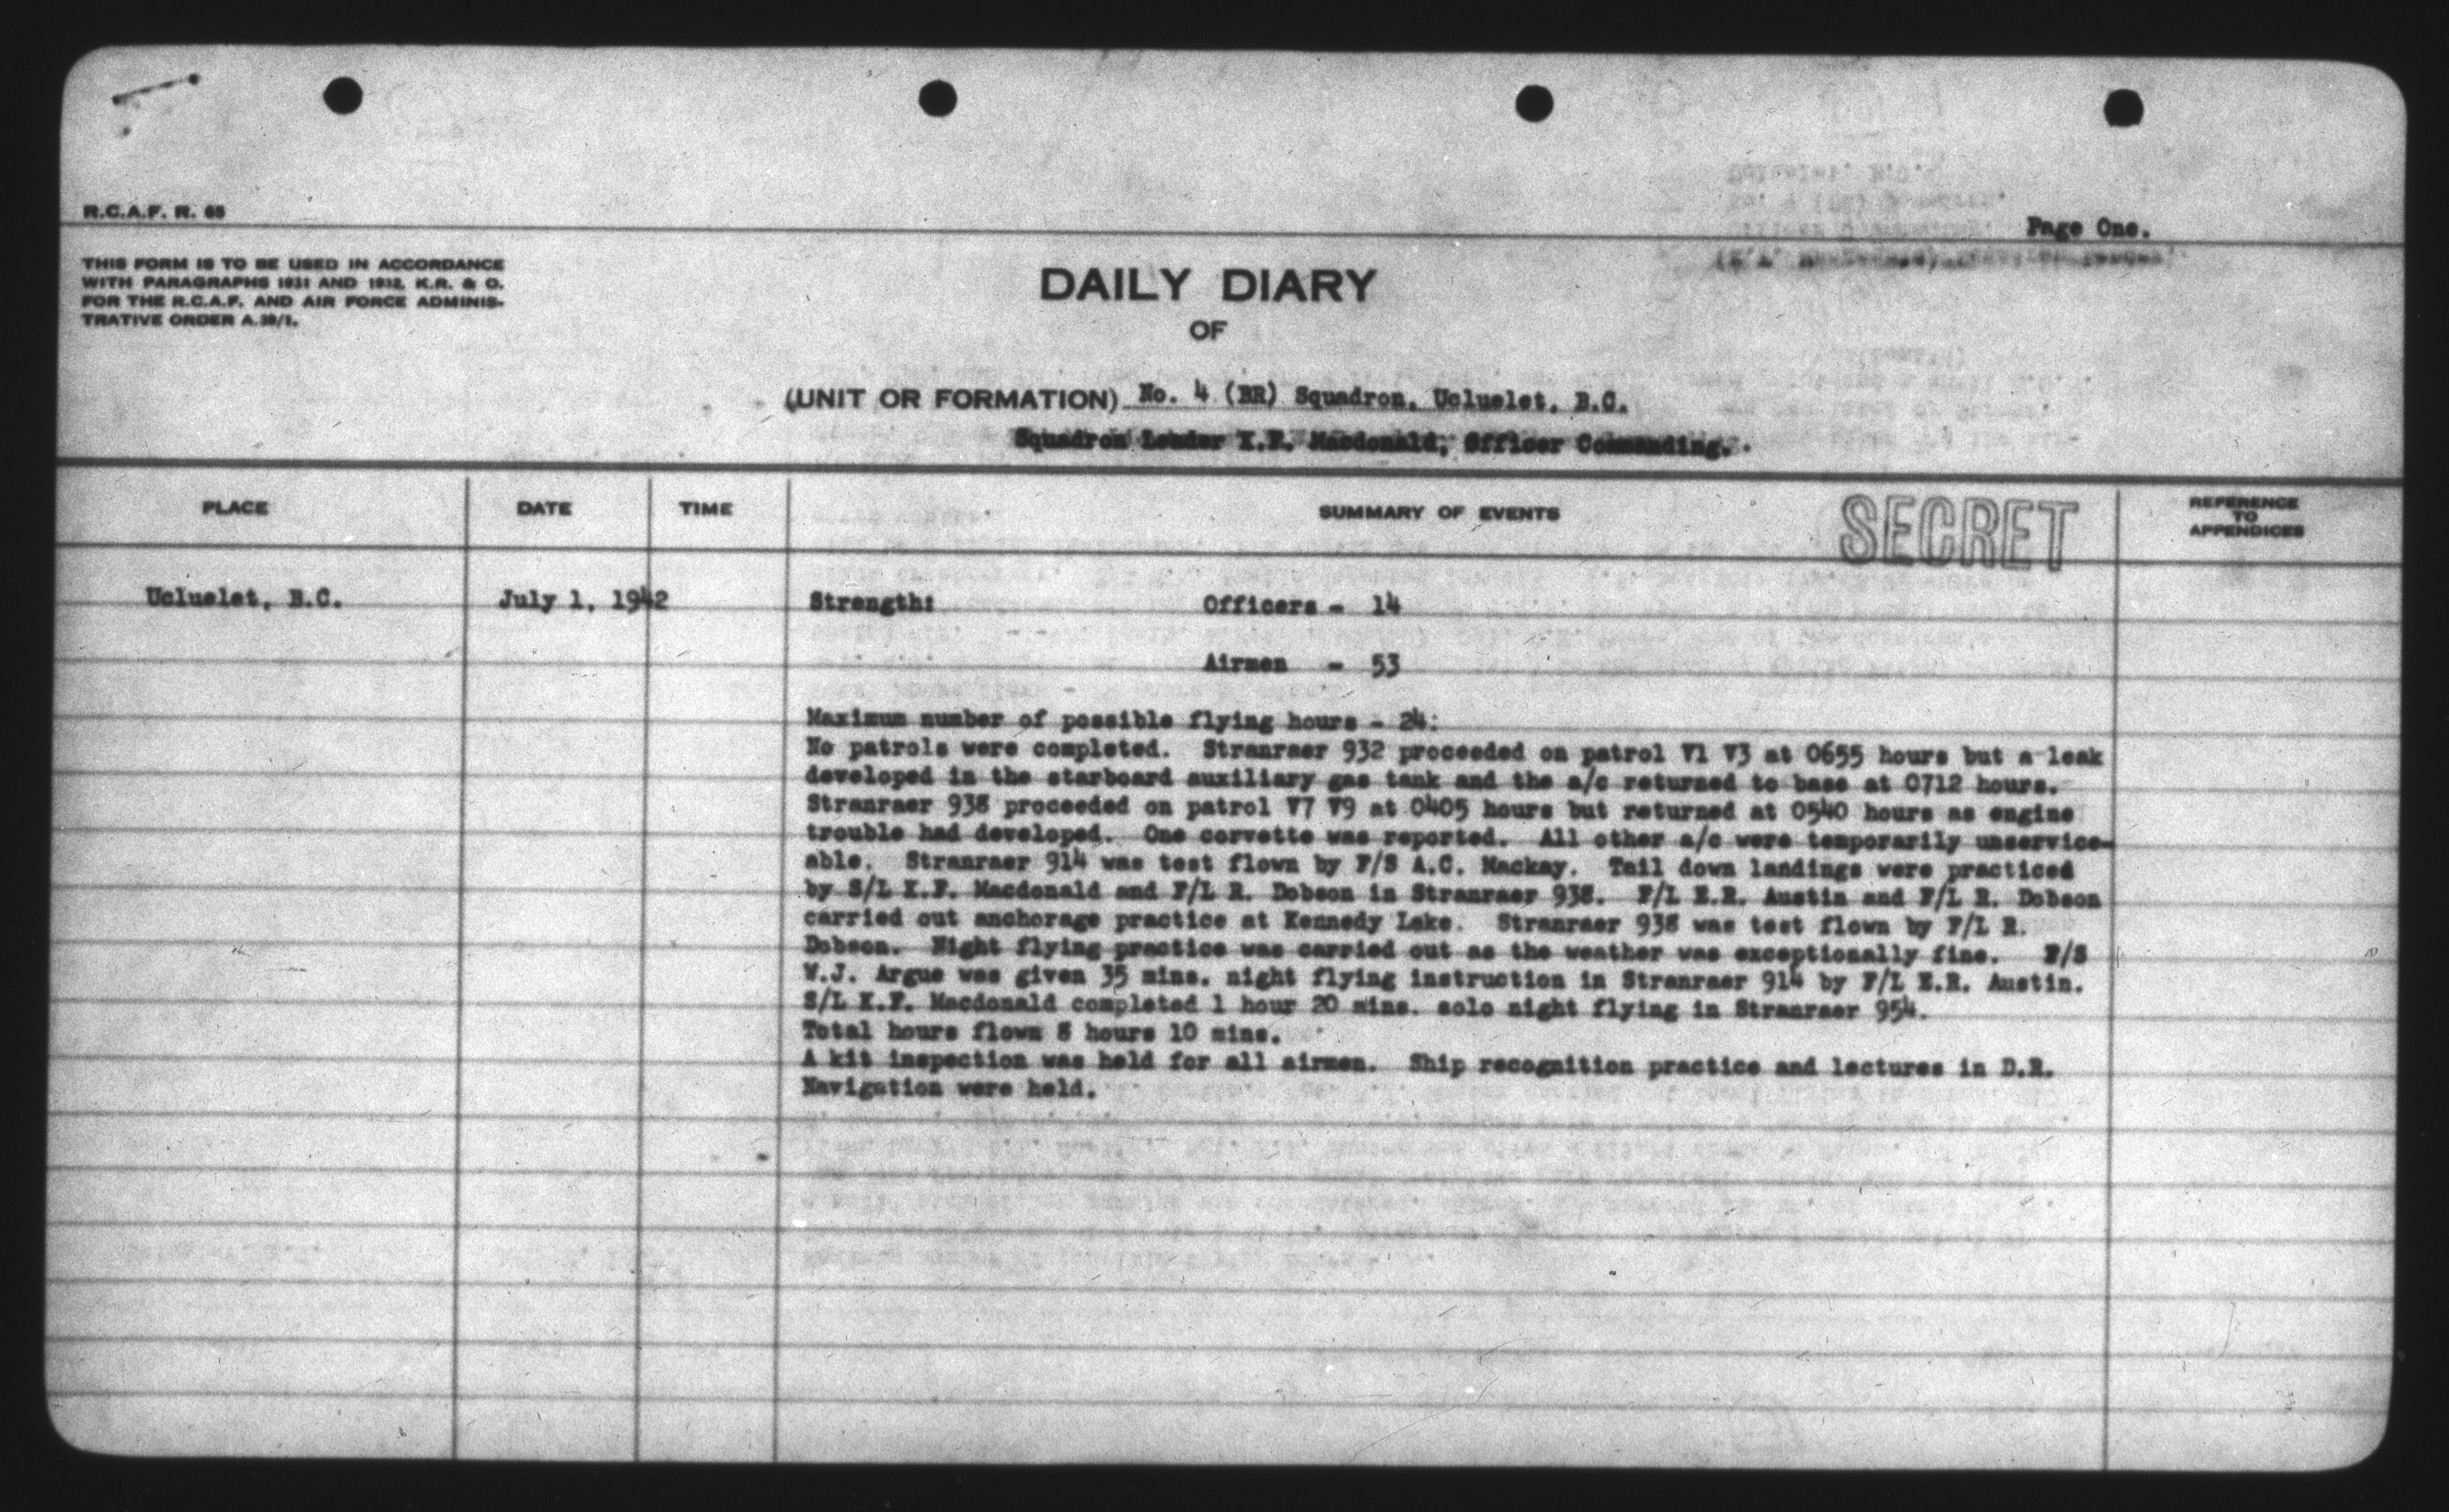 R.C.A.F. R. 65
Page One.
THIS FORM IS TO BE USED IN ACCORDANCE
WITH PARAGRAPHS 1931 AND 1932, K.R. & O.
FOR THE R.C.A.F. AND AIR FORCE ADMINIS-
TRATIVE ORDER A.39/1.
DAILY DIARY
OF
(UNIT OR FORMATION) No. 4 (BR) Squadron, Ucluelet, B.C.
Squadron Leader K.F. Macdonald, Officer Commanding.
PLACE DATE TIME SUMMARY OF EVENTS SECRET REFERENCE
TO
APPENDICES
Ucluelet, B.C. July 1, 1942 Strength: Officers - 14
Airmen - 53
Maximum number of possible flying hours - 24:
No patrols were completed. Stranraer 932 proceeded on patrol V1 V3 at 0655 hours but a leak
developed in the starboard auxiliary gas tank and the a/c returned to base at 0712 hours.
Stranraer 938 proceeded on patrol V7 V9 at 0405 hours but returned at 0540 hours as engine
trouble had developed. One corvette was reported. All other a/c were temporarily unservice-
able. Stranraer 914 was test flown by F/S A.C. Mackay. Tail down landings were practiced
by S/L K.F. Macdonald and F/L R. Dobson in Stranraer 938. F/L E.R. Austin and F/L R. Dobson
carried out anchorage practice at Kennedy Lake. Stranraer 938 was test flown by F/L R.
Dobson. Night flying practice was carried out as the weather was exceptionally fine. F/S
W.J. Argue was given 35 mins. night flying instruction in Stranraer 914 by F/L E.R. Austin.
S/L K.F. Macdonald completed 1 hour 20 mins. solo night flying in Stranraer 954.
Total hours flown 8 hours 10 mins.
A kit inspection was held for all airmen. Ship recognition practice and lectures in D.R.
Navigation were held.